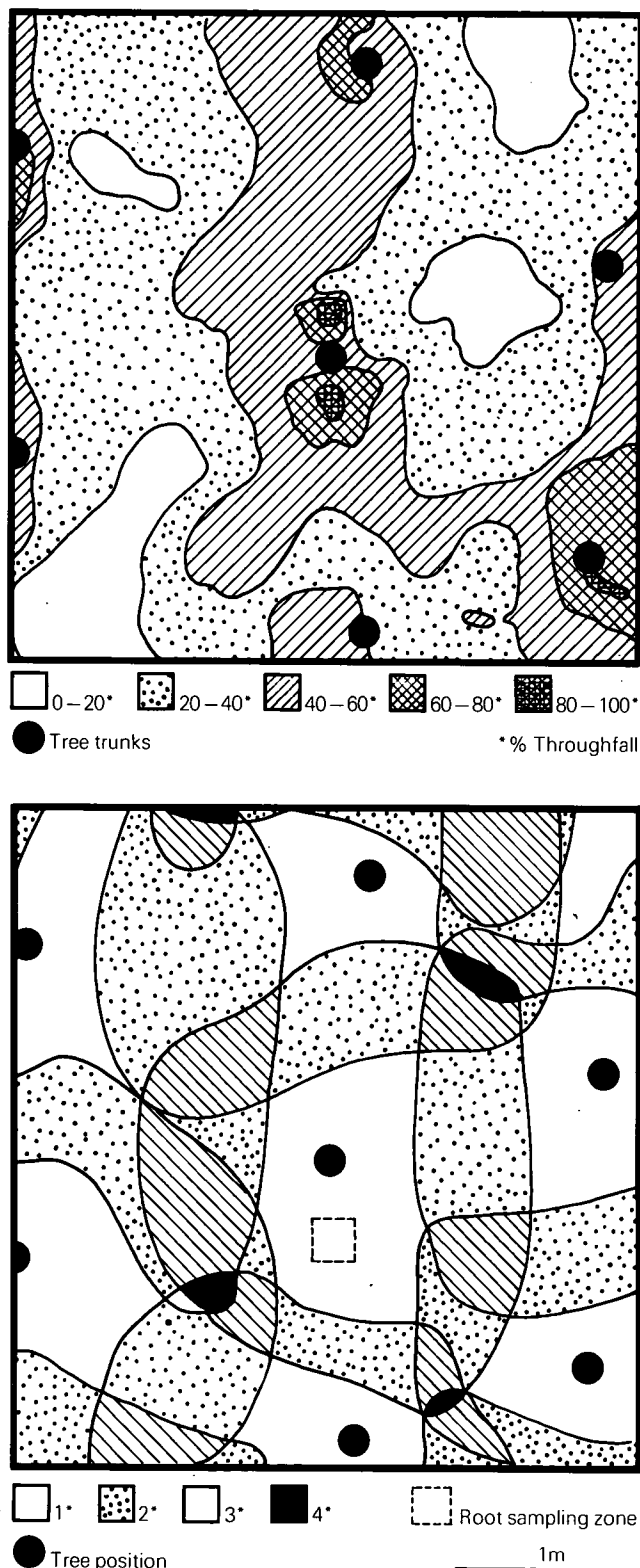 0–20* 20–40* 40–60* 60–80* 80–100*
Tree trunks *% Throughfall
1* 2* 3* 4* Root sampling zone
Tree position 1m